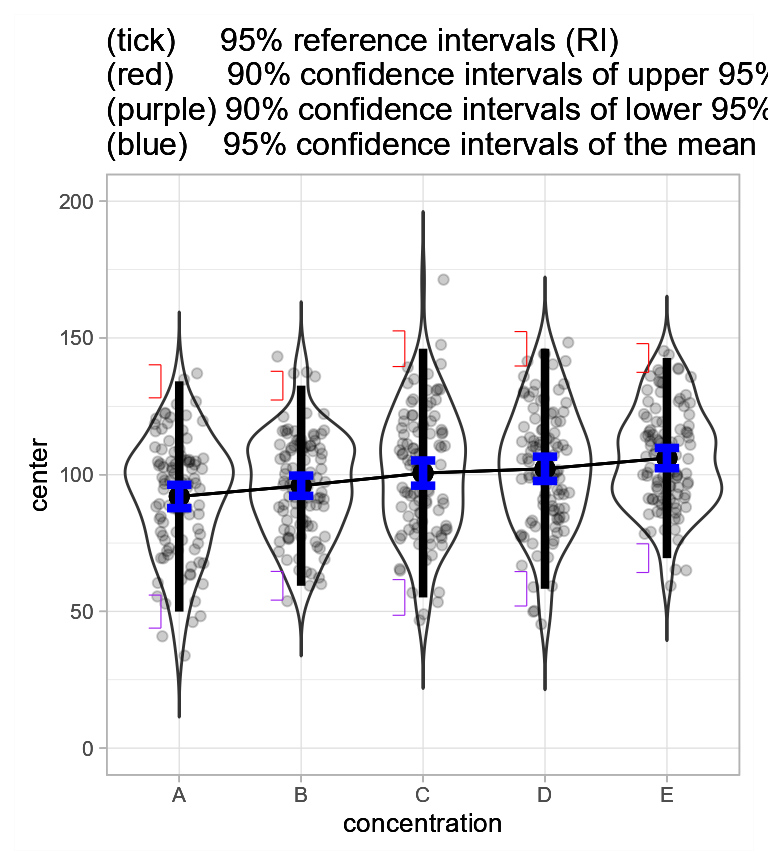 (tick) 95% reference intervals (RI)
(red) 90% confidence intervals of upper 95%
(purple) 90% confidence intervals of lower 95%
(blue) 95% confidence intervals of the mean
200
150
100
50
0
center
A B C D E
concentration